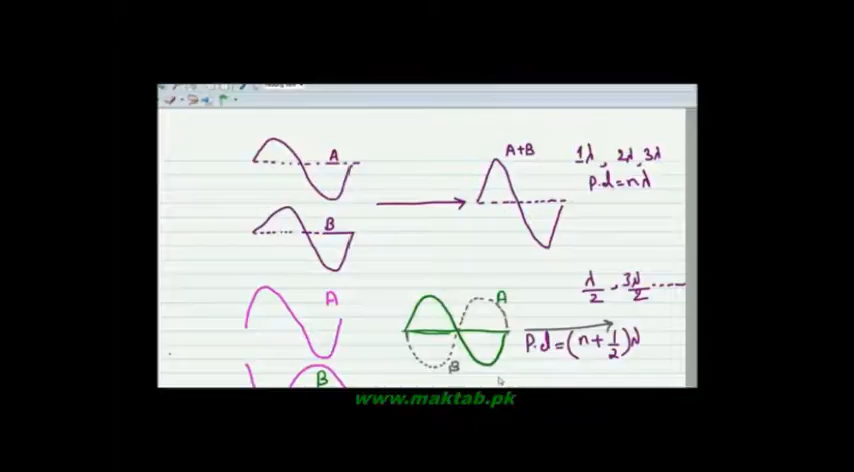 A
A+B
1λ, 2λ, 3λ
P.d=nλ
B
λ/2, 3λ/2 ......
A
A
P.d=(n+1/2)λ
B
B
www.maktab.pk